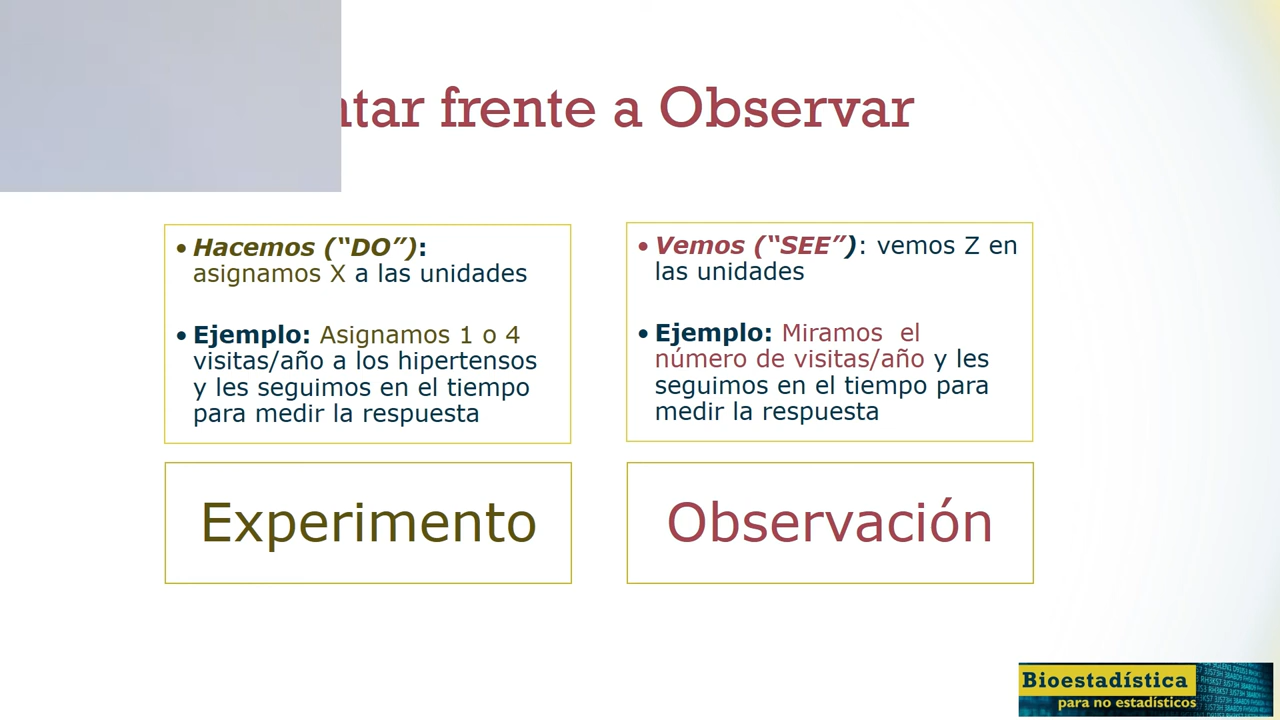 ntar frente a Observar
• Hacemos (“DO”):
asignamos X a las unidades
• Ejemplo: Asignamos 1 o 4
visitas/año a los hipertensos
y les seguimos en el tiempo
para medir la respuesta
• Vemos (“SEE”): vemos Z en
las unidades
• Ejemplo: Miramos el
número de visitas/año y les
seguimos en el tiempo para
medir la respuesta
Experimento
Observación
Bioestadística
para no estadísticos